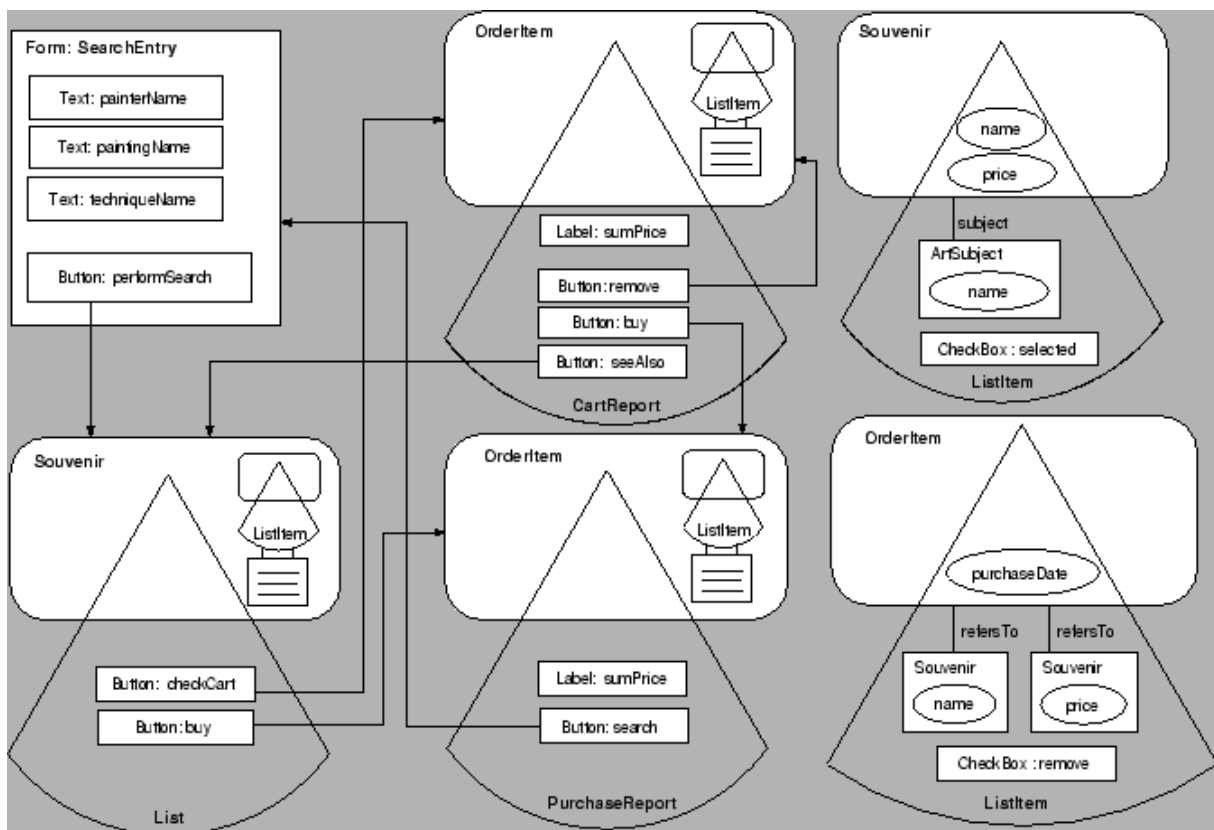 Form: SearchEntry
Text: painterName
Text: paintingName
Text: techniqueName
Button: performSearch
OrderItem
ListItem
Label: sumPrice
Button: remove
Button: buy
Button: seeAlso
CartReport
Souvenir
name
price
subject
ArtSubject
name
CheckBox : selected
ListItem
Souvenir
ListItem
Button: checkCart
Button: buy
List
OrderItem
ListItem
Label: sumPrice
Button: search
PurchaseReport
OrderItem
purchaseDate
refersTo
refersTo
Souvenir
name
Souvenir
price
CheckBox : remove
ListItem